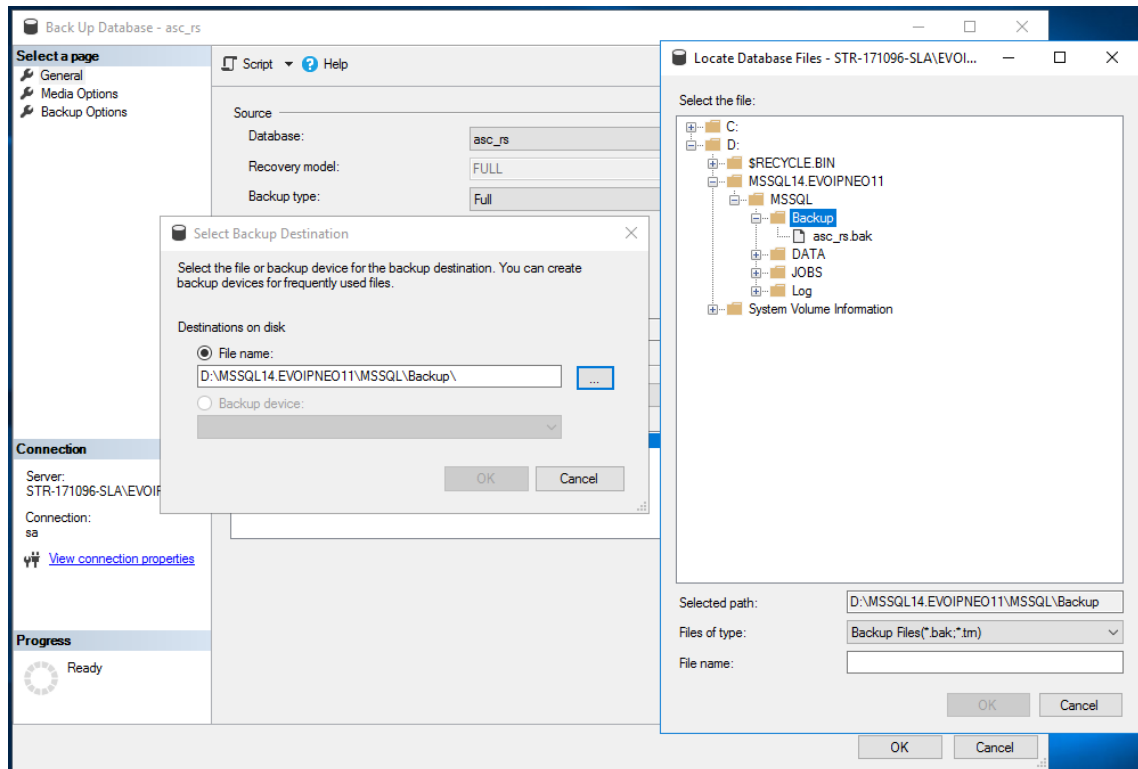 Back Up Database - asc_rs
Select a page
General
Media Options
Backup Options
Script
Help
Source
Database:
asc_rs
Recovery model:
FULL
Backup type:
Full
Connection
Server:
STR-171096-SLA\EVOIF
Connection:
sa
View connection properties
Progress
Ready
OK
Cancel
Select Backup Destination
Select the file or backup device for the backup destination. You can create
backup devices for frequently used files.
Destinations on disk
File name:
D:\MSSQL14.EVOIPNEO11\MSSQL\Backup\
...
Backup device:
OK
Cancel
Locate Database Files - STR-171096-SLA\EVOI...
Select the file:
C:
D:
$RECYCLE.BIN
MSSQL14.EVOIPNEO11
MSSQL
Backup
asc_rs.bak
DATA
JOBS
Log
System Volume Information
Selected path:
D:\MSSQL14.EVOIPNEO11\MSSQL\Backup
Files of type:
Backup Files(*.bak;*.trn)
File name:
OK
Cancel